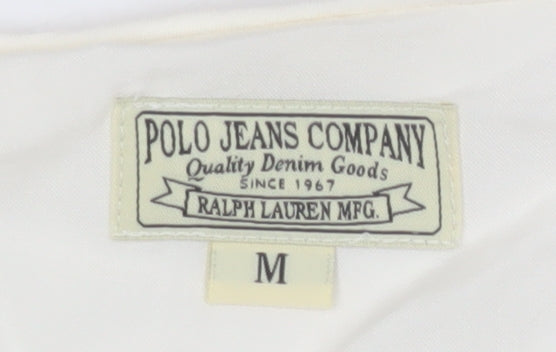 POLO JEANS COMPANY
Quality Denim Goods
SINCE 1967
RALPH LAUREN MFG.
M